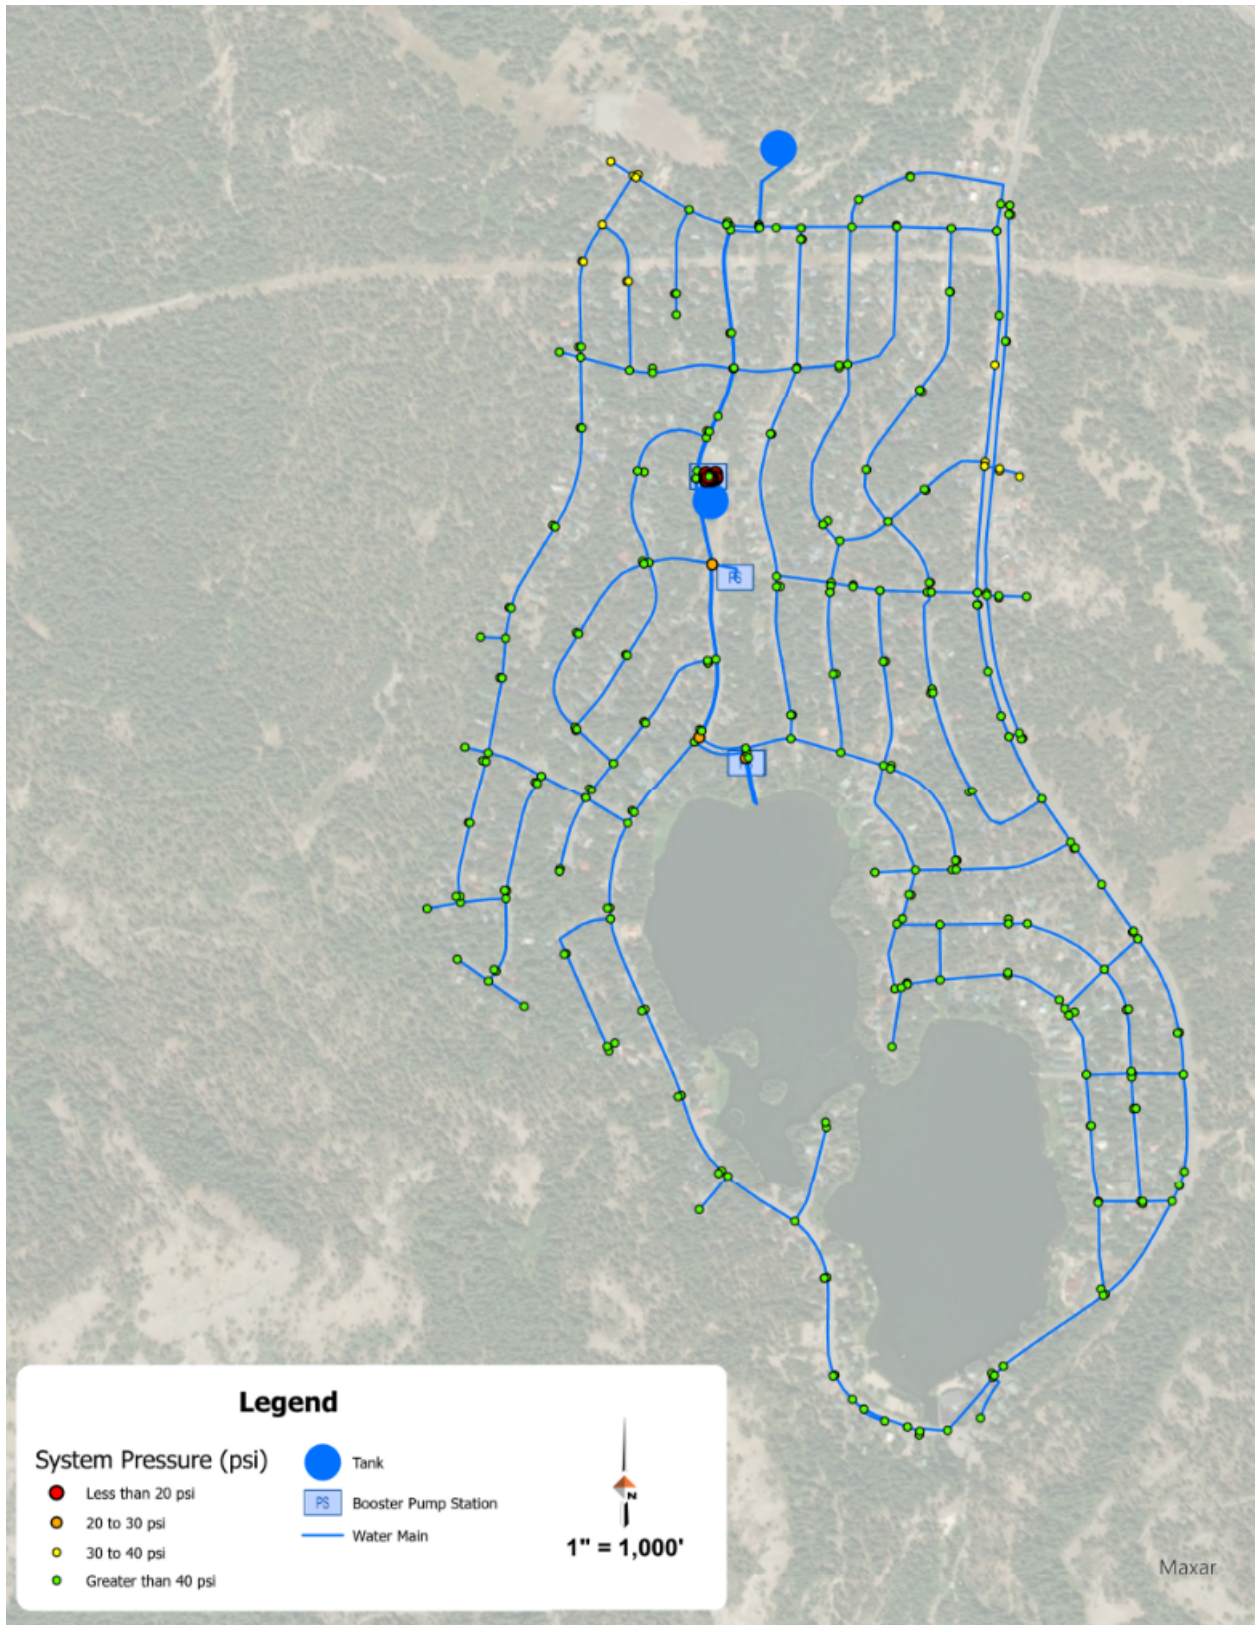 PS
PS
Legend
System Pressure (psi)
Less than 20 psi
20 to 30 psi
30 to 40 psi
Greater than 40 psi
Tank
PS Booster Pump Station
Water Main
N
1" = 1,000'
Maxar